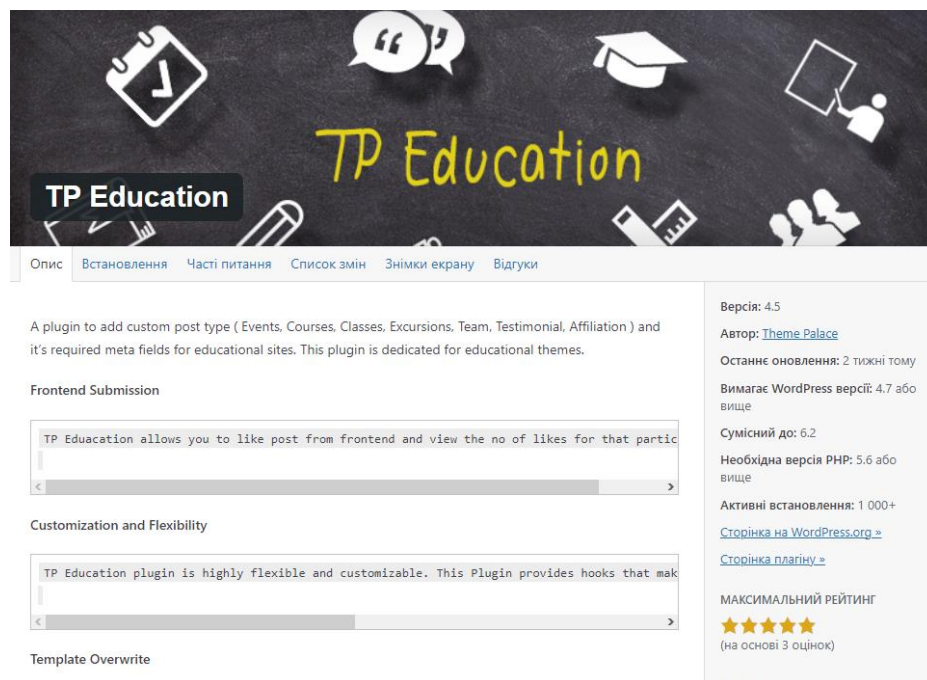 TP Education
TP Education
Опис Встановлення Часті питання Список змін Знімки екрану Відгуки
A plugin to add custom post type ( Events, Courses, Classes, Excursions, Team, Testimonial, Affiliation ) and
it's required meta fields for educational sites. This plugin is dedicated for educational themes.
Frontend Submission
TP Eduacation allows you to like post from frontend and view the no of likes for that partic
Customization and Flexibility
TP Education plugin is highly flexible and customizable. This Plugin provides hooks that mak
Template Overwrite
Версія: 4.5
Автор: Theme Palace
Останнє оновлення: 2 тижні тому
Вимагає WordPress версії: 4.7 або
вище
Сумісний до: 6.2
Необхідна версія PHP: 5.6 або
вище
Активні встановлення: 1 000+
Сторінка на WordPress.org »
Сторінка плагіну »
МАКСИМАЛЬНИЙ РЕЙТИНГ
(на основі 3 оцінок)